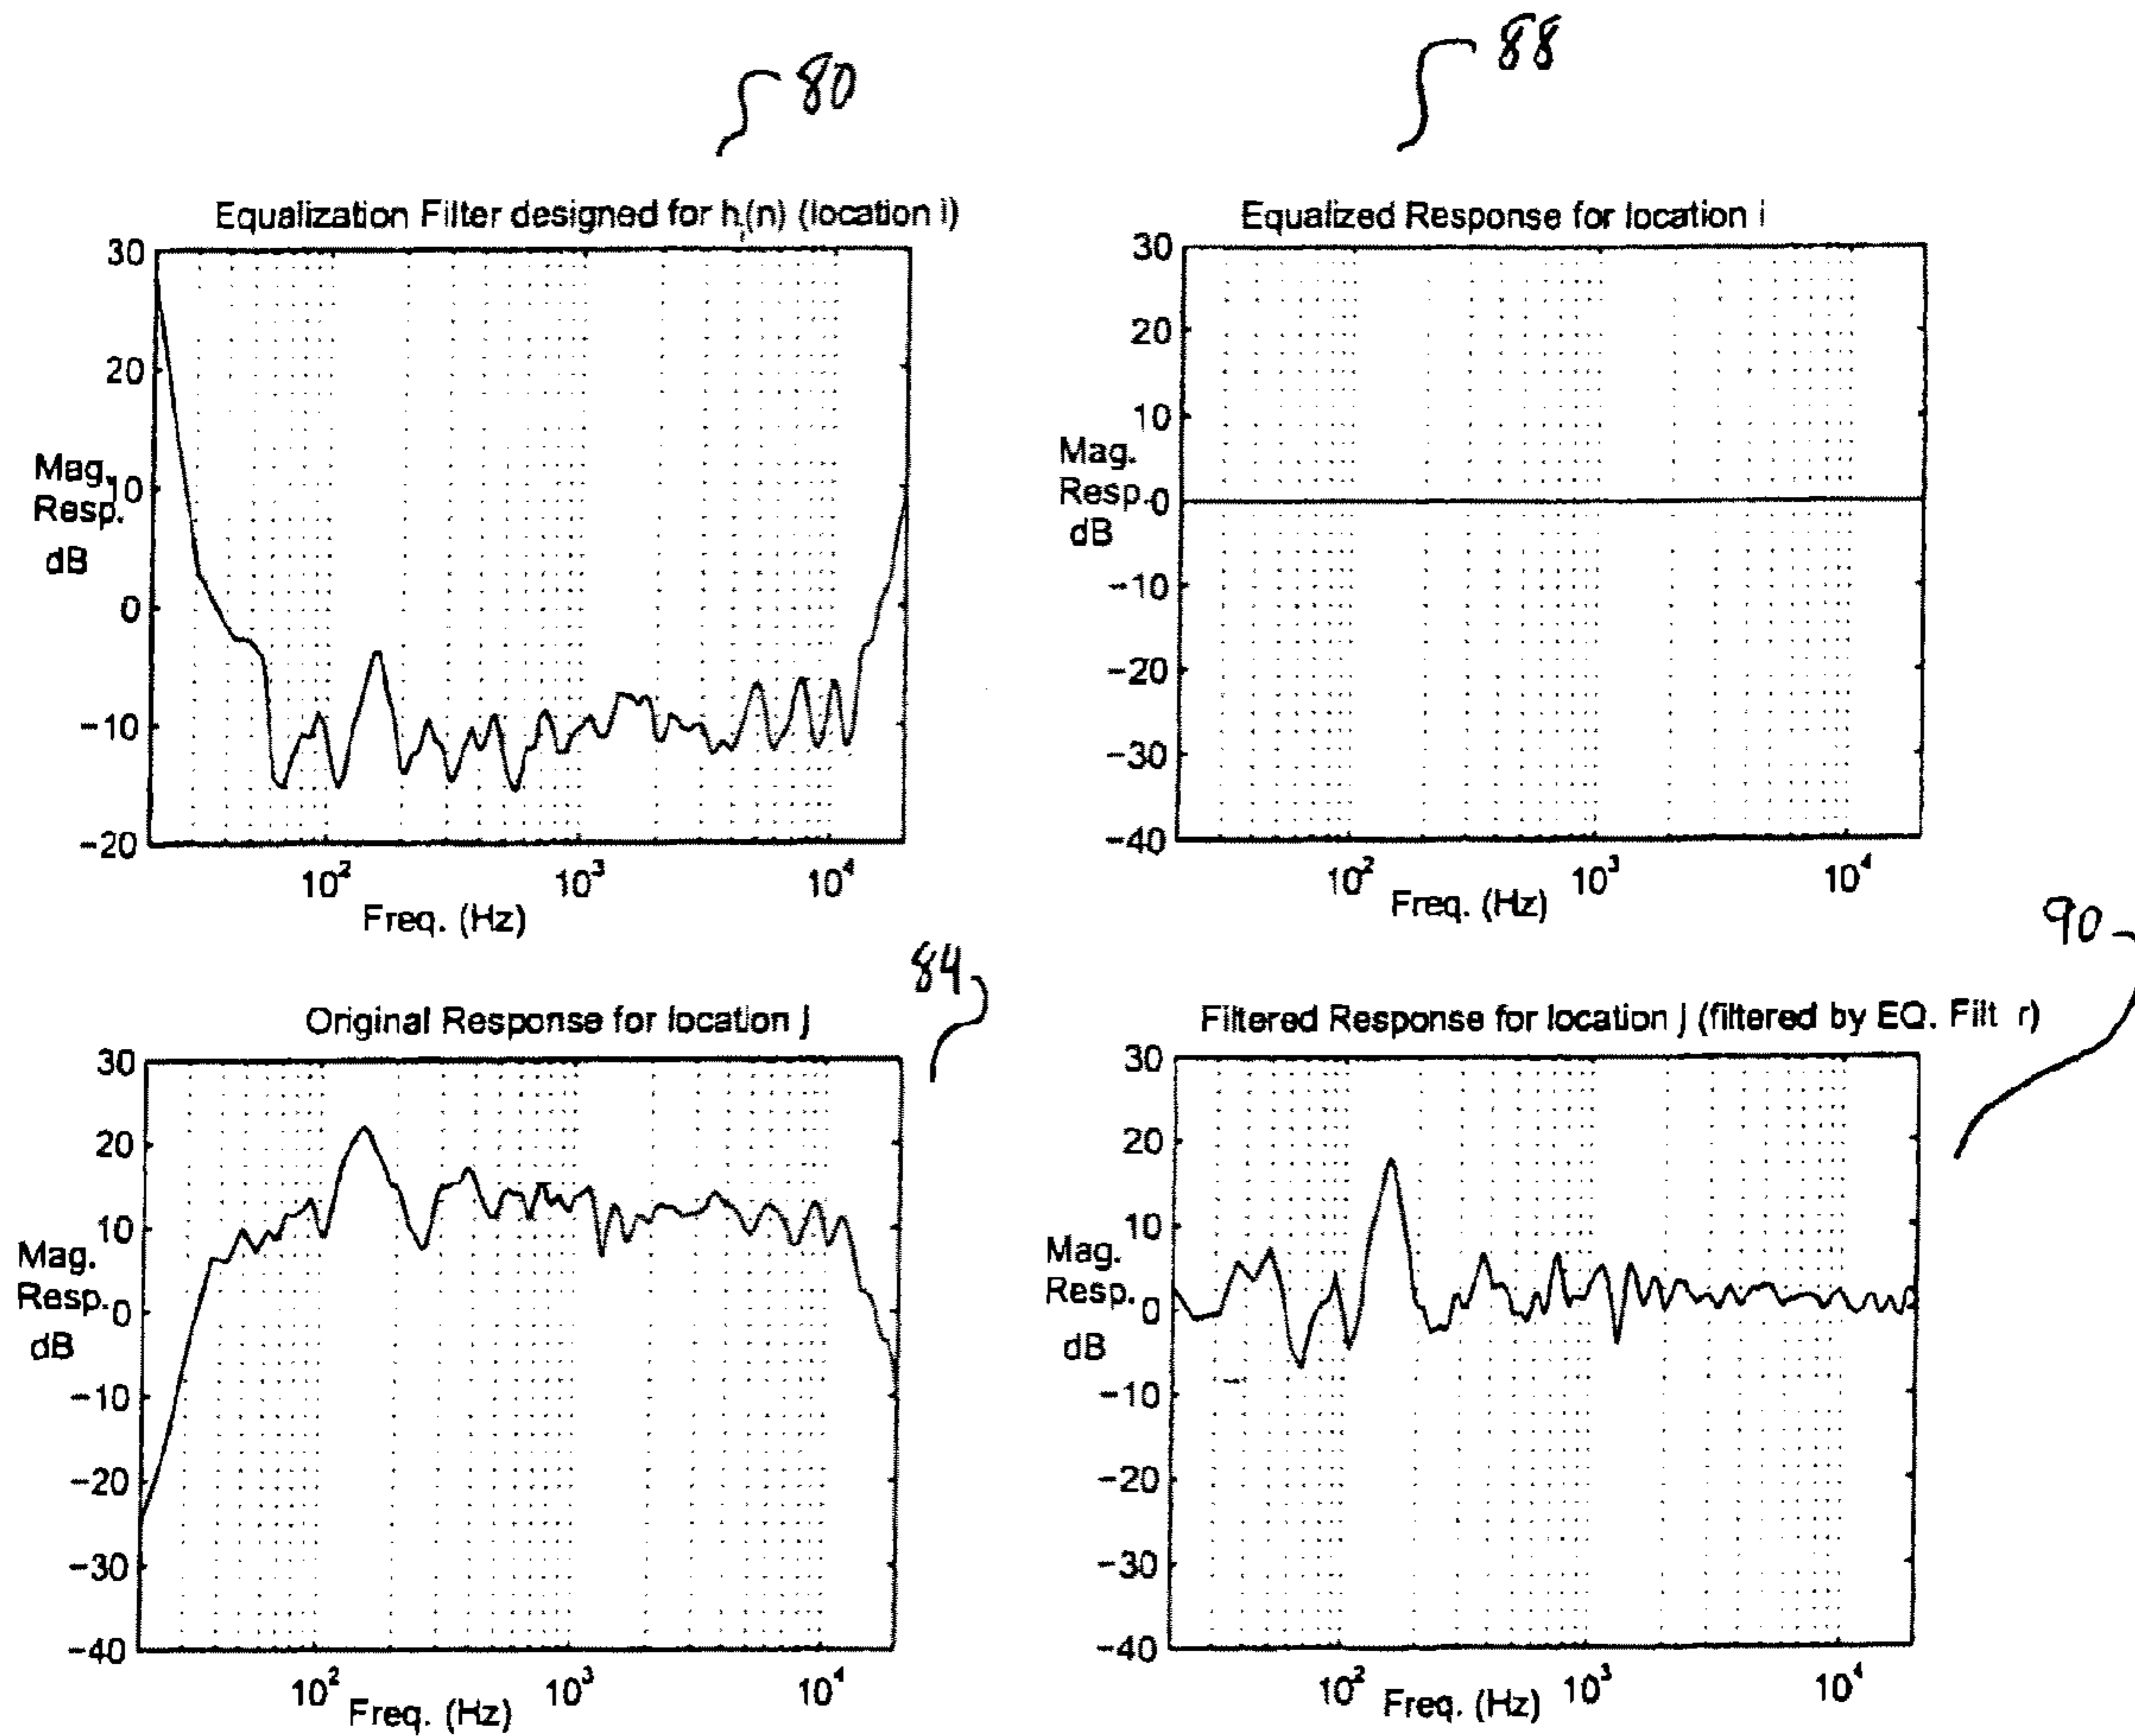 80
Equalization Filter designed for hi(n) (location i)
30
20
10
0
−10
−20
Mag.
Resp.
dB
10² 10³ 10⁴
Freq. (Hz)
88
Equalized Response for location i
30
20
10
0
−10
−20
−30
−40
Mag.
Resp.
dB
10² 10³ 10⁴
Freq. (Hz)
84
Original Response for location j
30
20
10
0
−10
−20
−30
−40
Mag.
Resp.
dB
10² 10³ 10⁴
Freq. (Hz)
90
Filtered Response for location j (filtered by EQ. Filt r)
30
20
10
0
−10
−20
−30
−40
Mag.
Resp.
dB
10² 10³ 10⁴
Freq. (Hz)